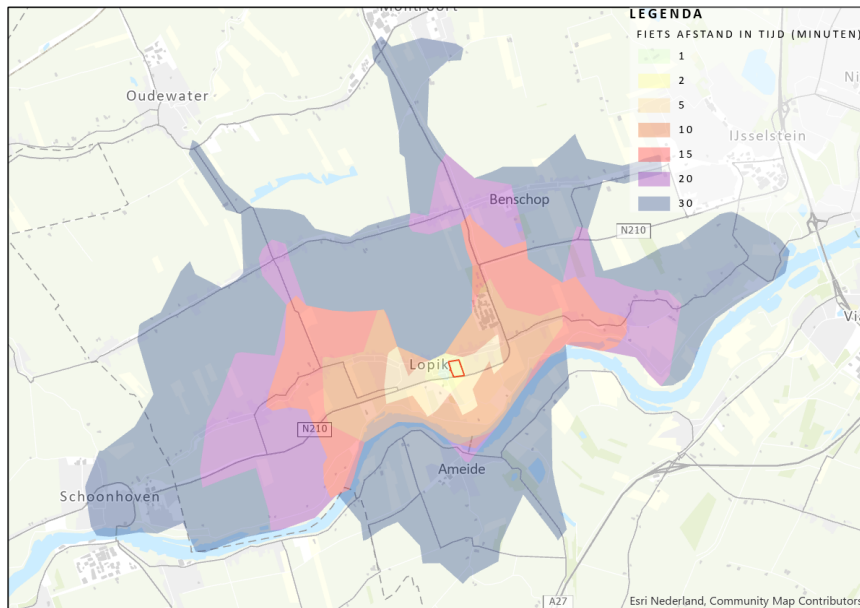 Montfoort
LEGENDA
FIETS AFSTAND IN TIJD (MINUTEN)
1
2
5
10
15
20
30
Oudewater
IJsselstein
Benschop
N210
Lopik
N210
Ameide
Schoonhoven
A27
Esri Nederland, Community Map Contributors